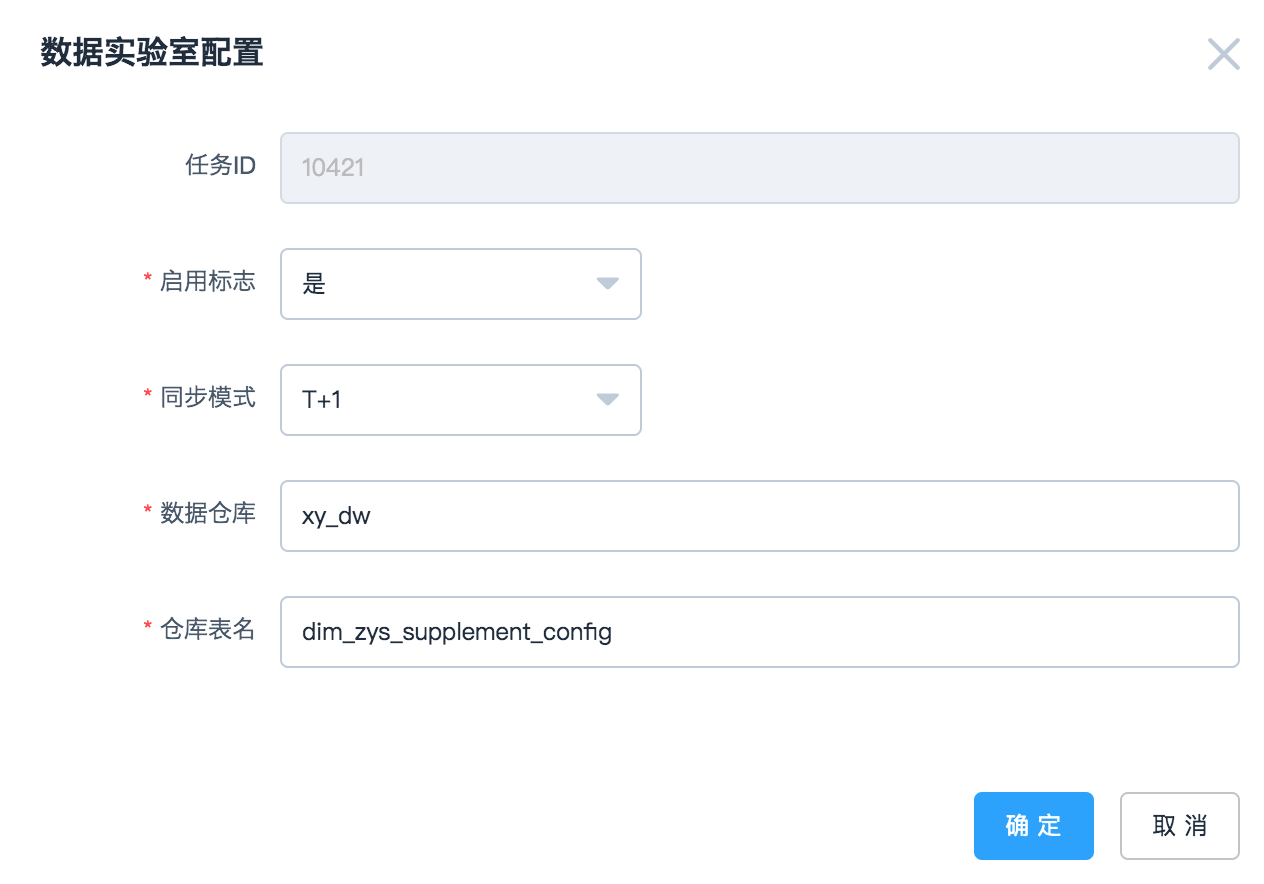 数据实验室配置
任务ID 10421
* 启用标志 是
* 同步模式 T+1
* 数据仓库 xy_dw
* 仓库表名 dim_zys_supplement_config
确 定 取 消